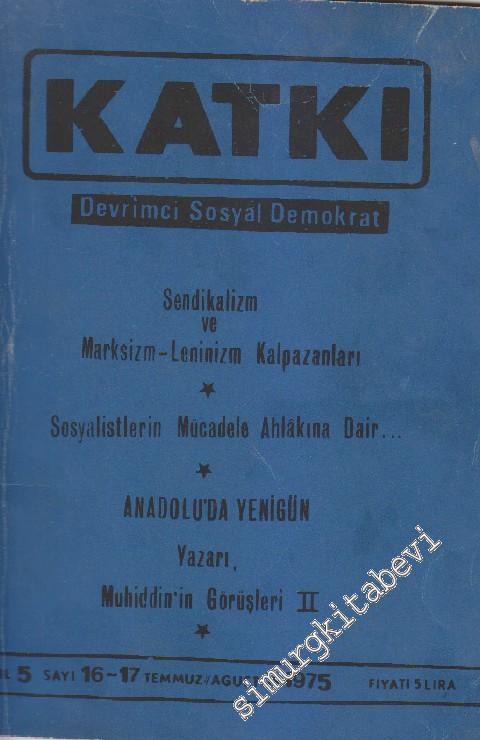 KATKI
Devrimci Sosyal Demokrat
Sendikalizm
ve
Marksizm-Leninizm Kalpazanları
Sosyalistlerin Mücadele Ahlâkına Dair...
ANADOLU'DA YENİGÜN
Yazarı,
Muhiddin'in Görüşleri II
5 SAYI 16-17 TEMMUZ/AĞUSTOS 1975 FİYATI 5 LİRA
simurgkitabevi